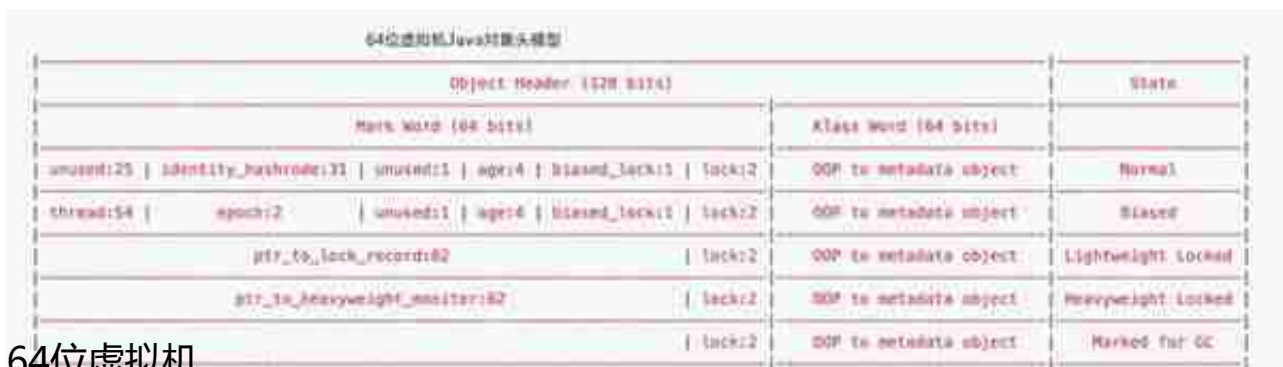 64位虚拟机Java对象头模型
Object Header (128 bits) | State
Mark Word (64 bits) | Klass Word (64 bits)
unused:25 | identity_hashcode:31 | unused:1 | age:4 | biased_lock:1 | lock:2 | OOP to metadata object | Normal
thread:54 | epoch:2 | unused:1 | age:4 | biased_lock:1 | lock:2 | OOP to metadata object | Biased
ptr_to_lock_record:62 | lock:2 | OOP to metadata object | Lightweight Locked
ptr_to_heavyweight_monitor:62 | lock:2 | OOP to metadata object | Heavyweight Locked
| lock:2 | OOP to metadata object | Marked for GC
64位虚拟机